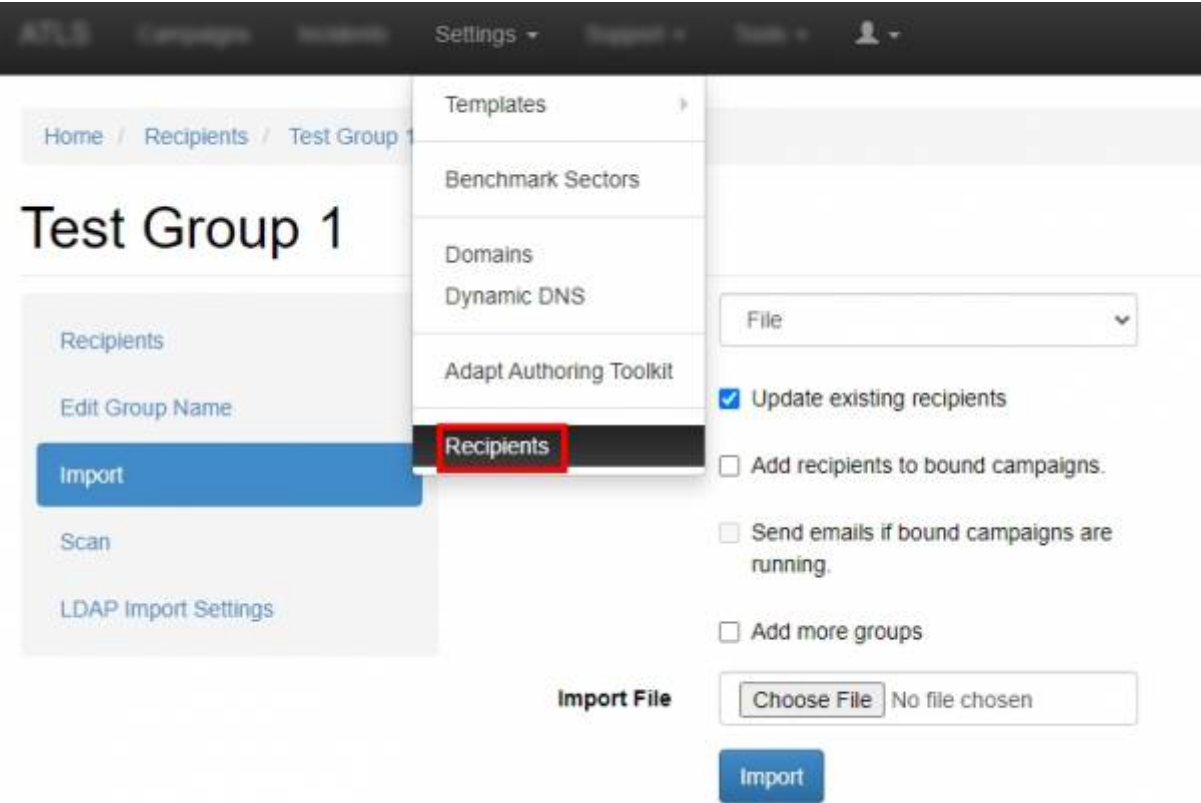 Settings
Templates
Home / Recipients / Test Group 1
Benchmark Sectors
Test Group 1
Domains
Dynamic DNS
File
Recipients
Adapt Authoring Toolkit
Update existing recipients
Edit Group Name
Recipients
Add recipients to bound campaigns.
Import
Send emails if bound campaigns are
running.
Scan
LDAP Import Settings
Add more groups
Import File
Choose File No file chosen
Import